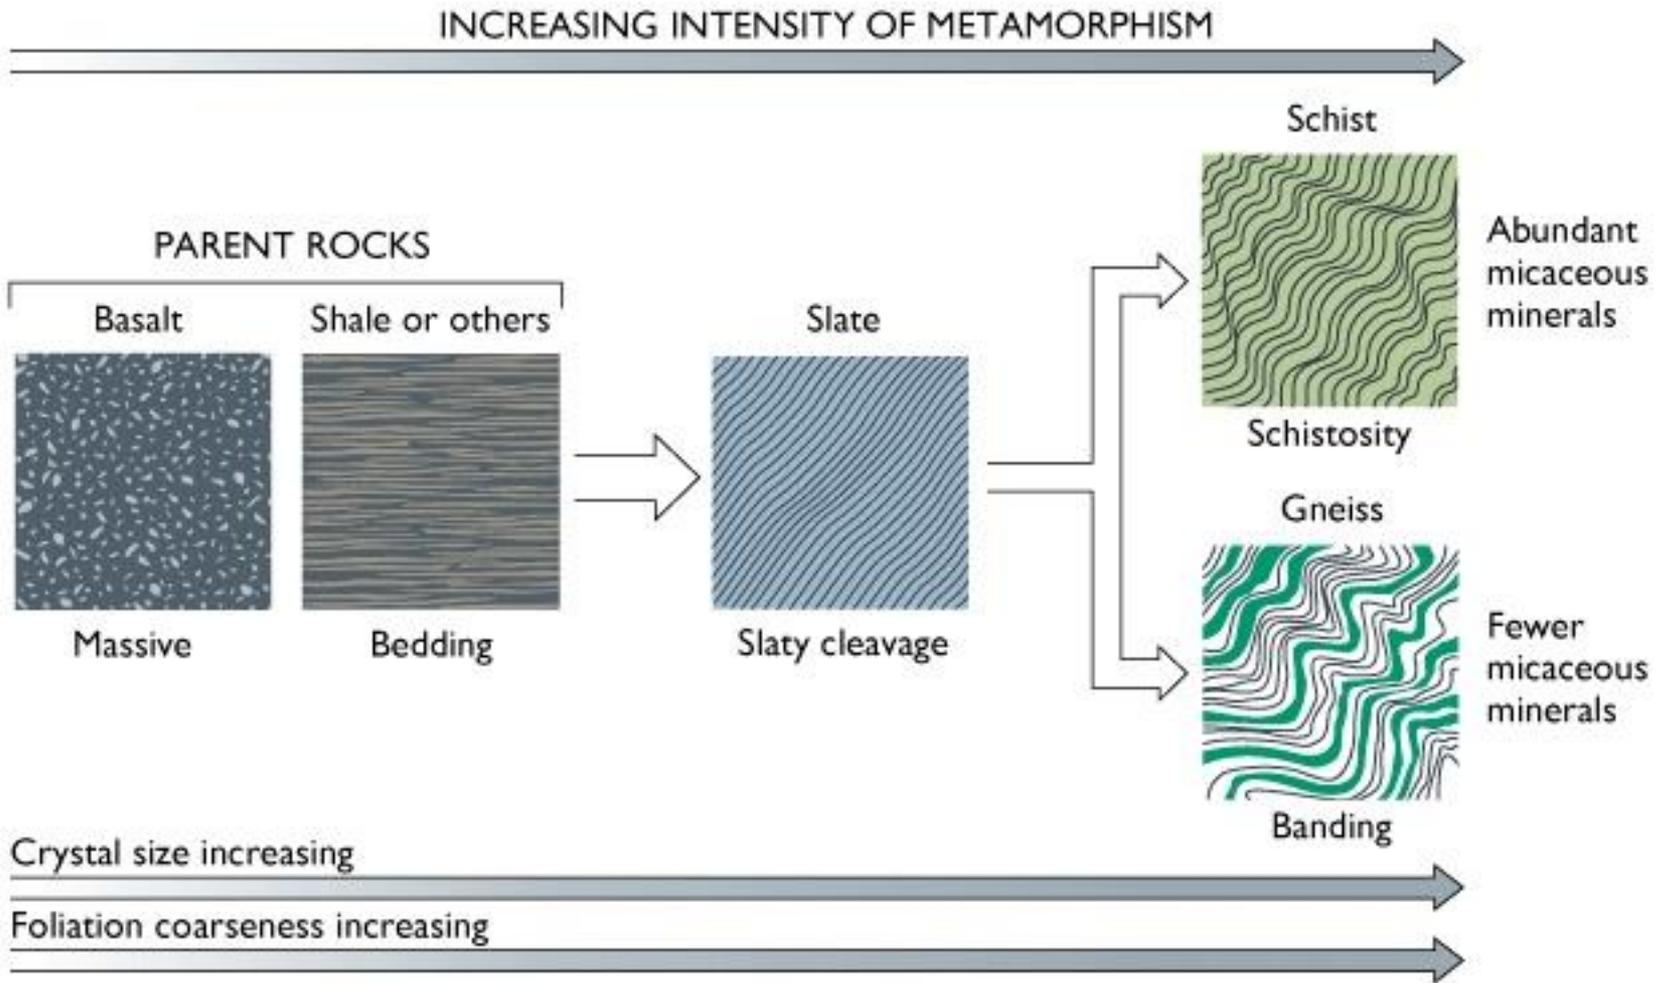 INCREASING INTENSITY OF METAMORPHISM
Schist
Abundant
micaceous
minerals
Schistosity
PARENT ROCKS
Basalt
Shale or others
Massive
Bedding
Slate
Slaty cleavage
Gneiss
Fewer
micaceous
minerals
Banding
Crystal size increasing
Foliation coarseness increasing